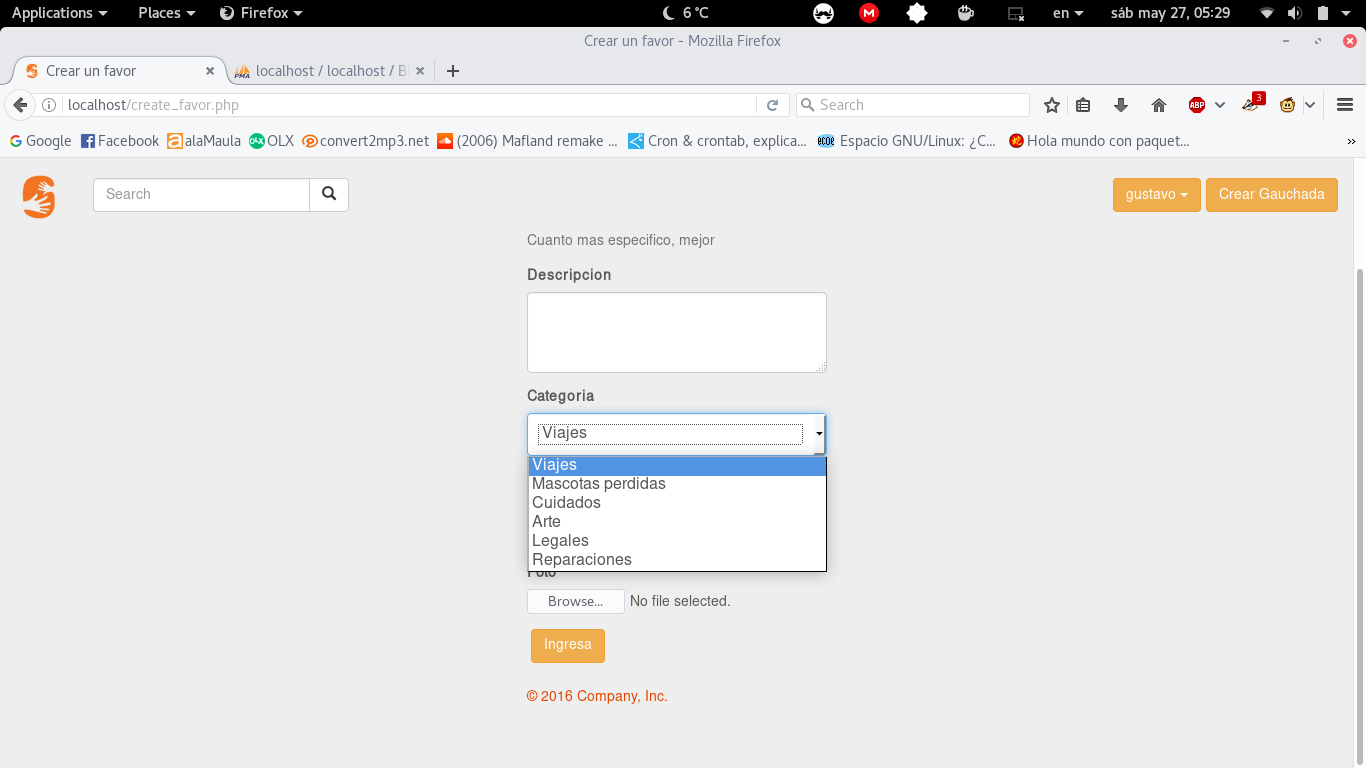 Applications Places Firefox 6 °C en sáb may 27, 05:29
Crear un favor - Mozilla Firefox
Crear un favor localhost / localhost / B
localhost/create_favor.php Search ABP 3
Google Facebook alaMaula OLX convert2mp3.net (2006) Mafland remake ... Cron & crontab, explica... Espacio GNU/Linux: ¿C... Hola mundo con paquet...
Search gustavo Crear Gauchada
Cuanto mas especifico, mejor
Descripcion
Categoria
Viajes
Viajes
Mascotas perdidas
Cuidados
Arte
Legales
Reparaciones
Foto
Browse... No file selected.
Ingresa
© 2016 Company, Inc.